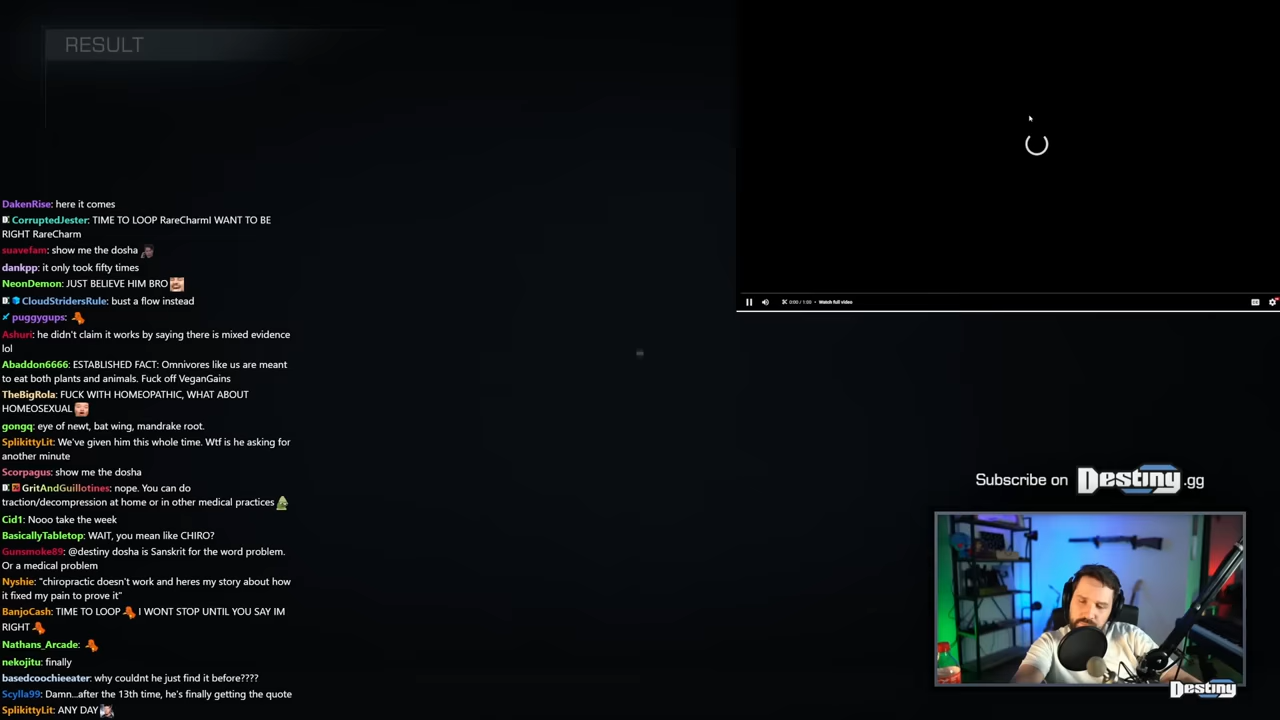 RESULT
0:00 / 1:00 • Watch full video
DakenRise: here it comes
CorruptedJester: TIME TO LOOP RareCharmI WANT TO BE
RIGHT RareCharm
suavefam: show me the dosha
dankpp: it only took fifty times
NeonDemon: JUST BELIEVE HIM BRO
CloudStridersRule: bust a flow instead
puggygups:
Ashuri: he didn't claim it works by saying there is mixed evidence
lol
Abaddon6666: ESTABLISHED FACT: Omnivores like us are meant
to eat both plants and animals. Fuck off VeganGains
TheBigRola: FUCK WITH HOMEOPATHIC, WHAT ABOUT
HOMEOSEXUAL
gongq: eye of newt, bat wing, mandrake root.
SplikittyLit: We've given him this whole time. Wtf is he asking for
another minute
Scorpagus: show me the dosha
GritAndGuillotines: nope. You can do
traction/decompression at home or in other medical practices
Cid1: Nooo take the week
BasicallyTabletop: WAIT, you mean like CHIRO?
Gunsmoke89: @destiny dosha is Sanskrit for the word problem.
Or a medical problem
Nyshie: "chiropractic doesn't work and heres my story about how
it fixed my pain to prove it"
BanjoCash: TIME TO LOOP I WONT STOP UNTIL YOU SAY IM
RIGHT
Nathans_Arcade:
nekojitu: finally
basedcoochieeater: why couldnt he just find it before????
Scylla99: Damn...after the 13th time, he's finally getting the quote
SplikittyLit: ANY DAY
Subscribe on Destiny.gg
Destiny